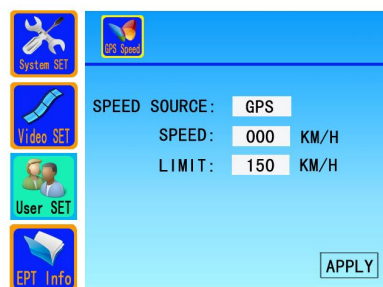 System SET
GPS Speed
Video SET
SPEED SOURCE: GPS
SPEED: 000 KM/H
LIMIT: 150 KM/H
User SET
EPT Info
APPLY